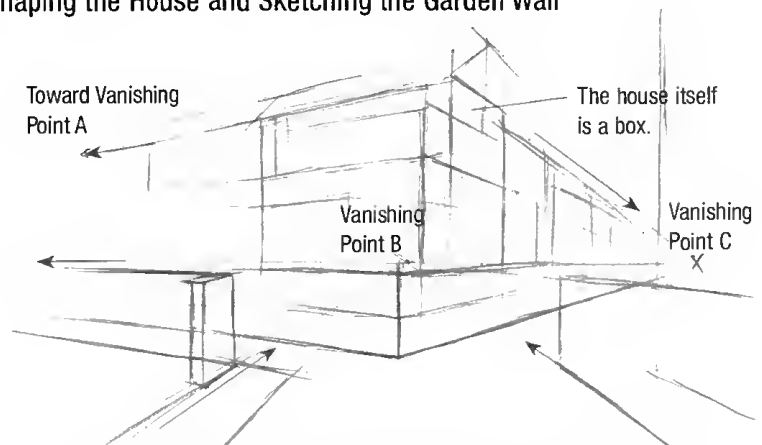 haping the House and Sketching the Garden Wall
Toward Vanishing
Point A
The house itself
is a box.
Vanishing
Point B
Vanishing
Point C
X